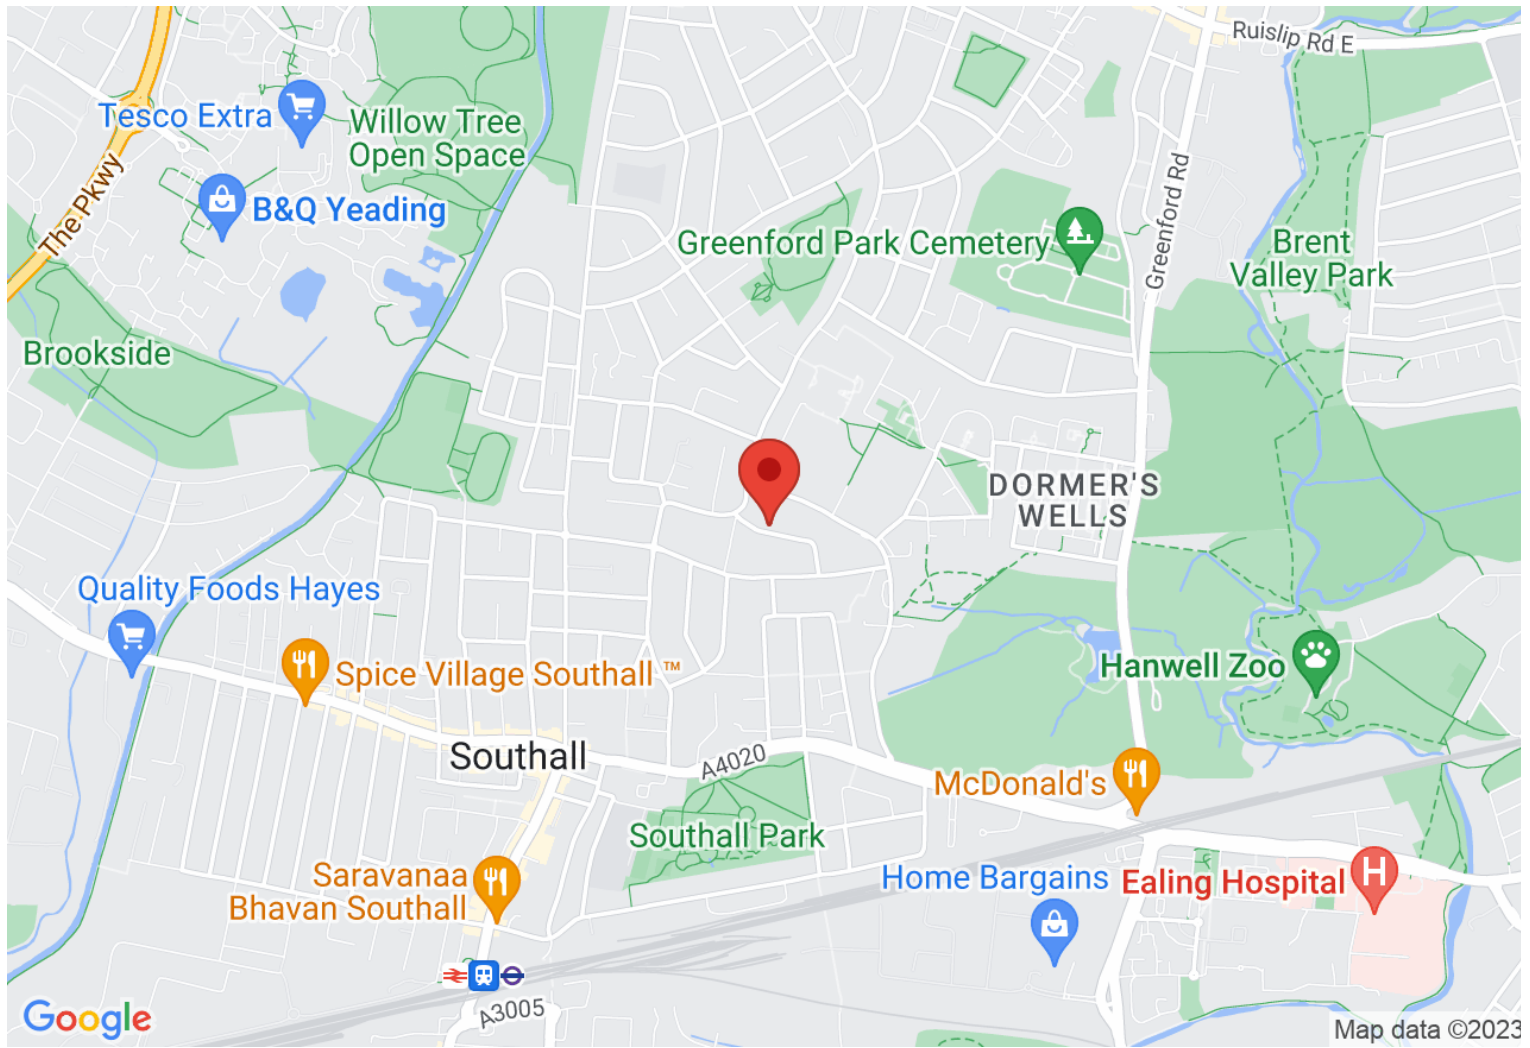 Ruislip Rd E
Tesco Extra
Willow Tree
Open Space
The Pkwy
B&Q Yeading
Greenford Rd
Greenford Park Cemetery
Brent
Valley Park
Brookside
DORMER'S
WELLS
Quality Foods Hayes
Spice Village Southall ™
Hanwell Zoo
Southall
A4020
McDonald's
Southall Park
Saravanaa
Bhavan Southall
Home Bargains
Ealing Hospital
H
A3005
Google
Map data ©2023